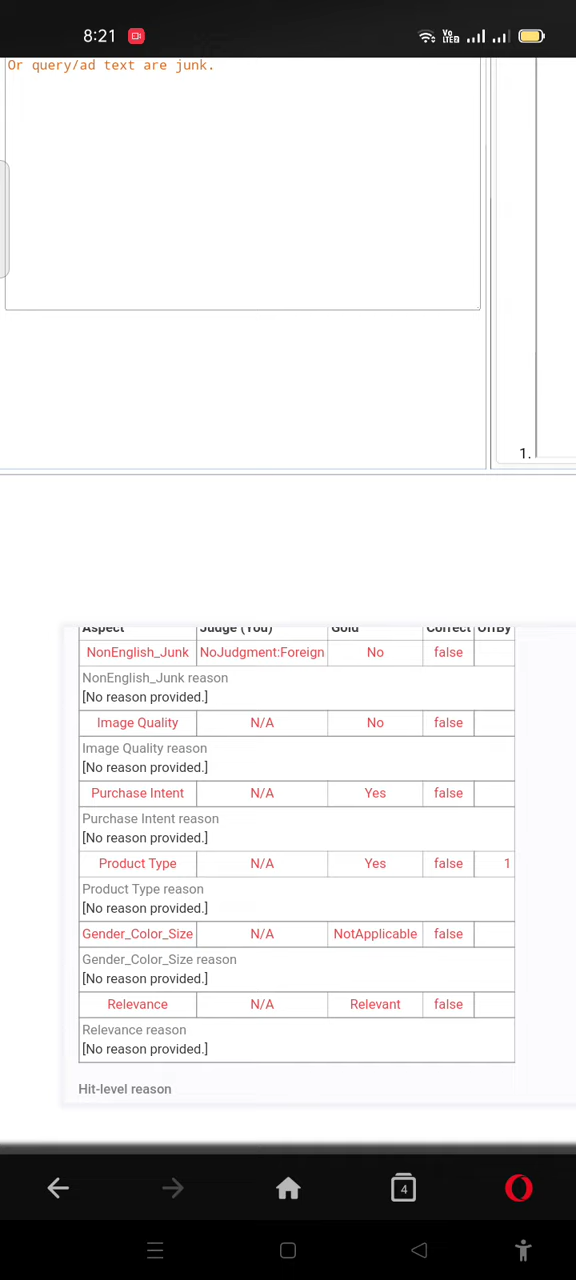 8:21
Vo LTE2
Or query/ad text are junk.
1.
Aspect Judge (You) Gold Correct OffBy
NonEnglish_Junk NoJudgment:Foreign No false
NonEnglish_Junk reason
[No reason provided.]
Image Quality N/A No false
Image Quality reason
[No reason provided.]
Purchase Intent N/A Yes false
Purchase Intent reason
[No reason provided.]
Product Type N/A Yes false 1
Product Type reason
[No reason provided.]
Gender_Color_Size N/A NotApplicable false
Gender_Color_Size reason
[No reason provided.]
Relevance N/A Relevant false
Relevance reason
[No reason provided.]
Hit-level reason
4